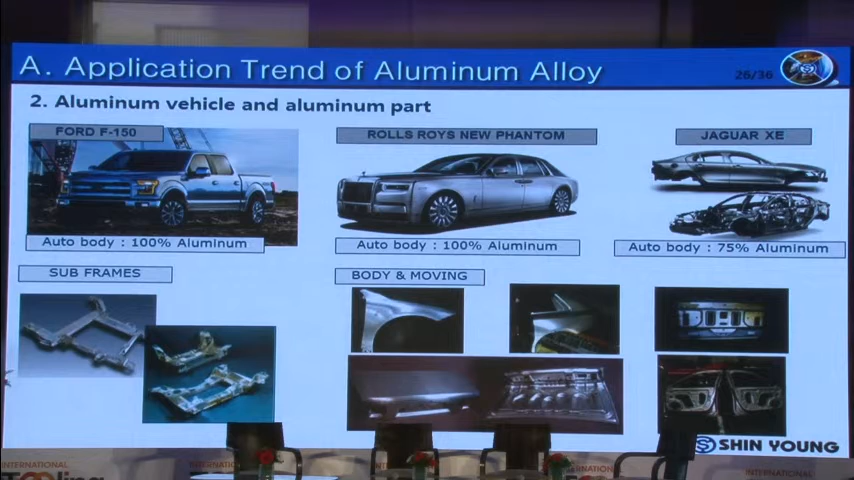 A. Application Trend of Aluminum Alloy
26/36
2. Aluminum vehicle and aluminum part
FORD F-150
ROLLS ROYS NEW PHANTOM
JAGUAR XE
Auto body : 100% Aluminum
Auto body : 100% Aluminum
Auto body : 75% Aluminum
SUB FRAMES
BODY & MOVING
SHIN YOUNG
INTERNATIONAL
INTERNATIONAL
INTERNATIONAL